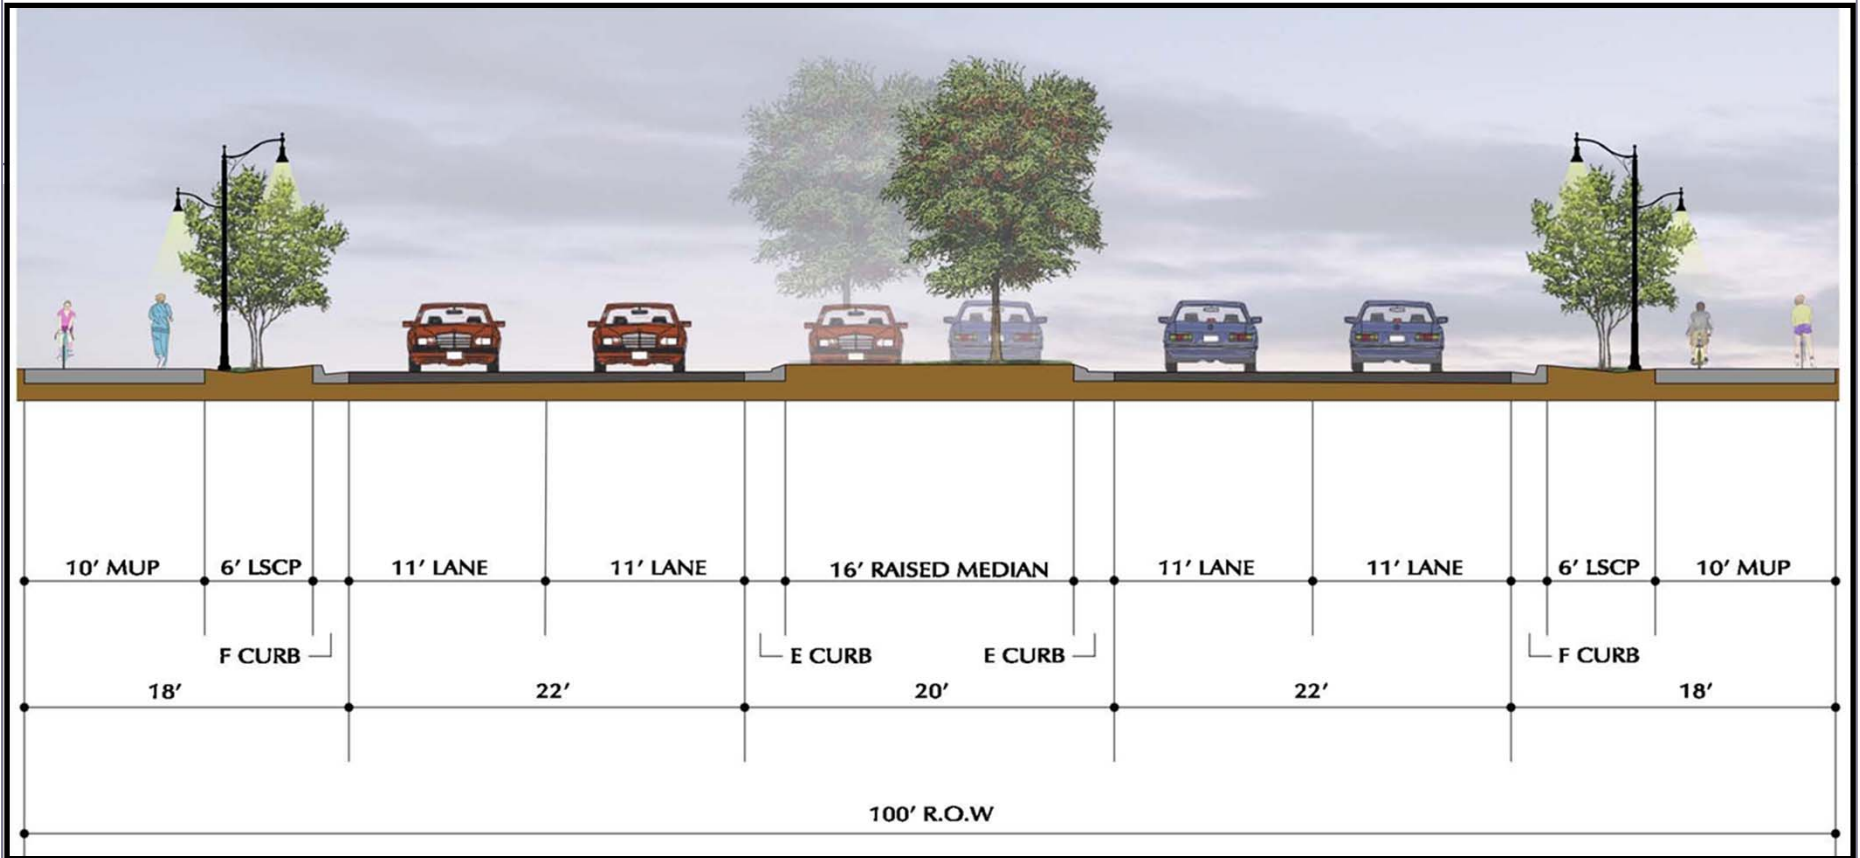 10′ MUP 6′ LSCP 11′ LANE 11′ LANE 16′ RAISED MEDIAN 11′ LANE 11′ LANE 6′ LSCP 10′ MUP
F CURB E CURB E CURB F CURB
18′ 22′ 20′ 22′ 18′
100′ R.O.W